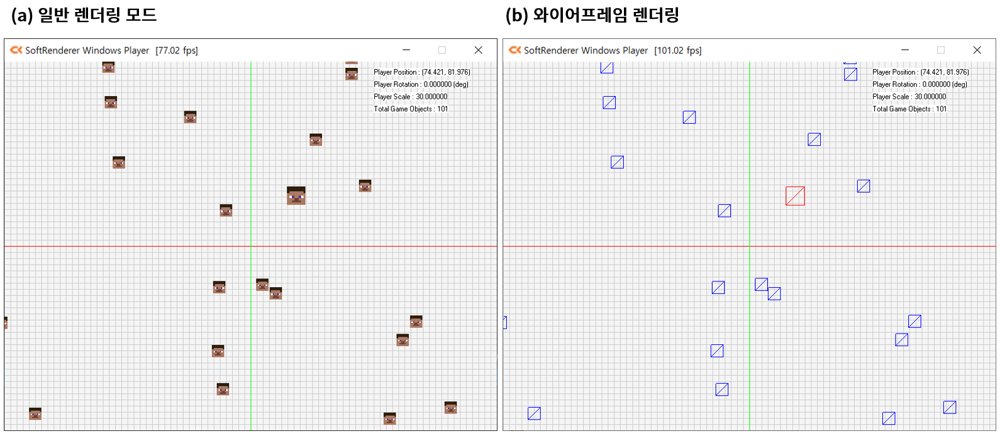 (a) 일반 렌더링 모드
SoftRenderer Windows Player [77.02 fps]
Player Position : (74.421, 81.976)
Player Rotation : 0.000000 (deg)
Player Scale : 30.000000
Total Game Objects : 101
(b) 와이어프레임 렌더링
SoftRenderer Windows Player [101.02 fps]
Player Position : (74.421, 81.976)
Player Rotation : 0.000000 (deg)
Player Scale : 30.000000
Total Game Objects : 101